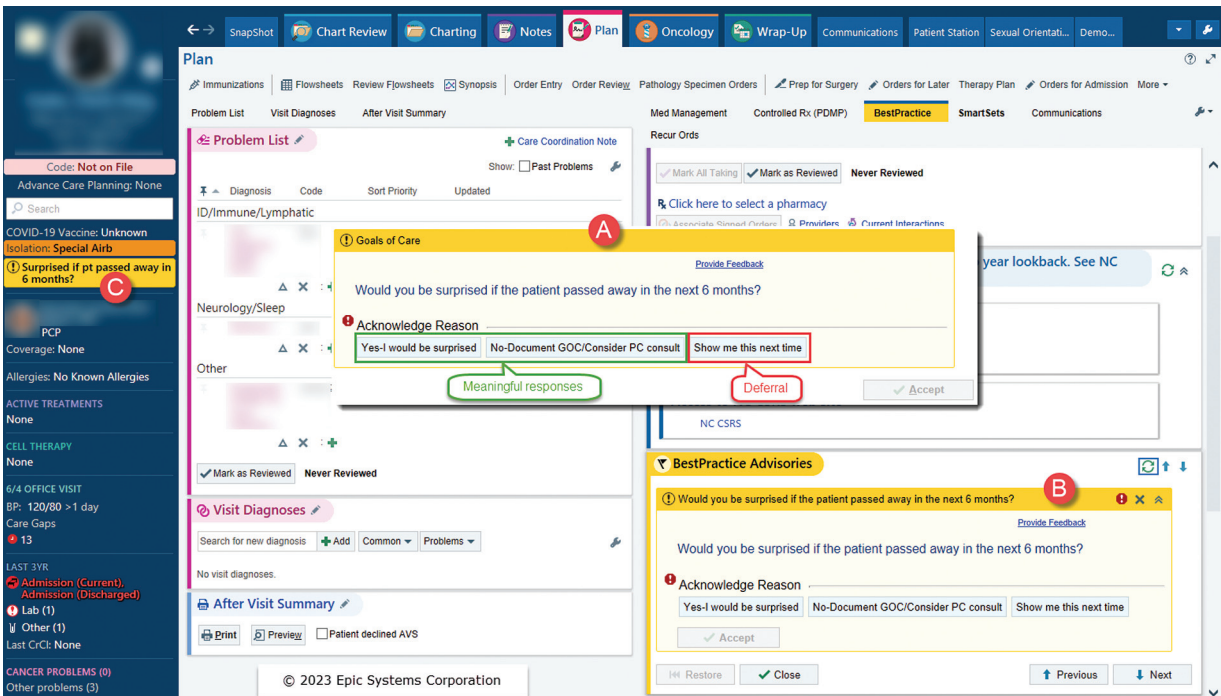 SnapShot Chart Review Charting Notes Plan Oncology Wrap-Up Communications Patient Station Sexual Orientati... Demo...
Plan
Immunizations Flowsheets Review Flowsheets Synopsis Order Entry Order Review Pathology Specimen Orders Prep for Surgery Orders for Later Therapy Plan Orders for Admission More
Problem List Visit Diagnoses After Visit Summary
Med Management Controlled Rx (PDMP) BestPractice SmartSets Communications
Recur Ords
Code: Not on File
Advance Care Planning: None
Search
COVID-19 Vaccine: Unknown
Isolation: Special Airb
Surprised if pt passed away in
6 months?
C
PCP
Coverage: None
Allergies: No Known Allergies
ACTIVE TREATMENTS
None
CELL THERAPY
None
6/4 OFFICE VISIT
BP: 120/80 >1 day
Care Gaps
13
LAST 3YR
Admission (Current),
Admission (Discharged)
Lab (1)
Other (1)
Last CrCl: None
CANCER PROBLEMS (0)
Other problems (3)
Problem List
Care Coordination Note
Show: Past Problems
Diagnosis Code Sort Priority Updated
ID/Immune/Lymphatic
Neurology/Sleep
Other
Mark as Reviewed Never Reviewed
Visit Diagnoses
Search for new diagnosis Add Common Problems
No visit diagnoses.
After Visit Summary
Print Preview Patient declined AVS
© 2023 Epic Systems Corporation
Mark All Taking Mark as Reviewed Never Reviewed
Click here to select a pharmacy
Associate Signed Orders Providers Current Interactions
year lookback. See NC
A
Goals of Care
Provide Feedback
Would you be surprised if the patient passed away in the next 6 months?
Acknowledge Reason
Yes-I would be surprised No-Document GOC/Consider PC consult Show me this next time
Meaningful responses Deferral
Accept
NC CSRS
BestPractice Advisories
B
Would you be surprised if the patient passed away in the next 6 months?
Provide Feedback
Would you be surprised if the patient passed away in the next 6 months?
Acknowledge Reason
Yes-I would be surprised No-Document GOC/Consider PC consult Show me this next time
Accept
Restore Close Previous Next